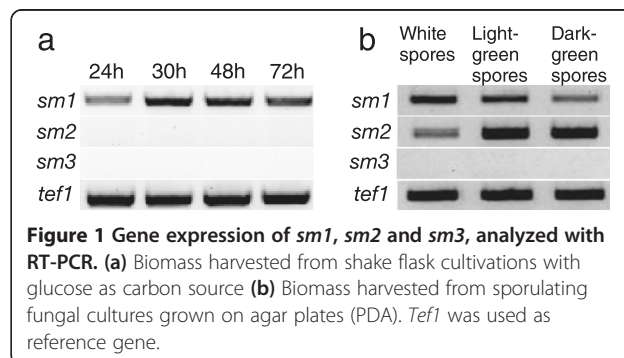 a
24h 30h 48h 72h
sm1
sm2
sm3
tef1
b
White spores Light-green spores Dark-green spores
sm1
sm2
sm3
tef1
Figure 1 Gene expression of sm1, sm2 and sm3, analyzed with
RT-PCR. (a) Biomass harvested from shake flask cultivations with
glucose as carbon source (b) Biomass harvested from sporulating
fungal cultures grown on agar plates (PDA). Tef1 was used as
reference gene.